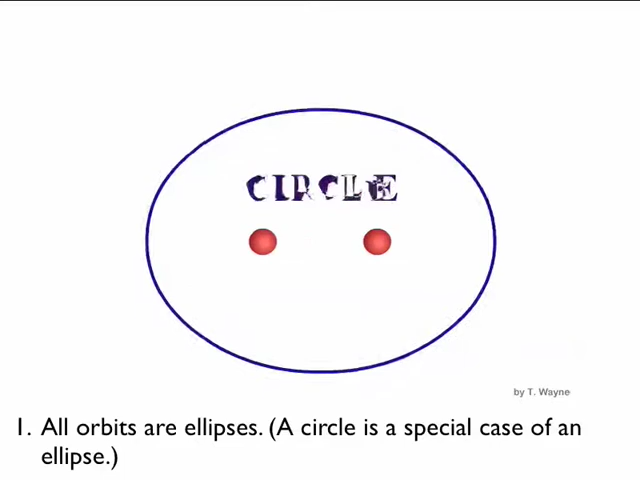 CIRCLE
by T. Wayne
1. All orbits are ellipses. (A circle is a special case of an
ellipse.)